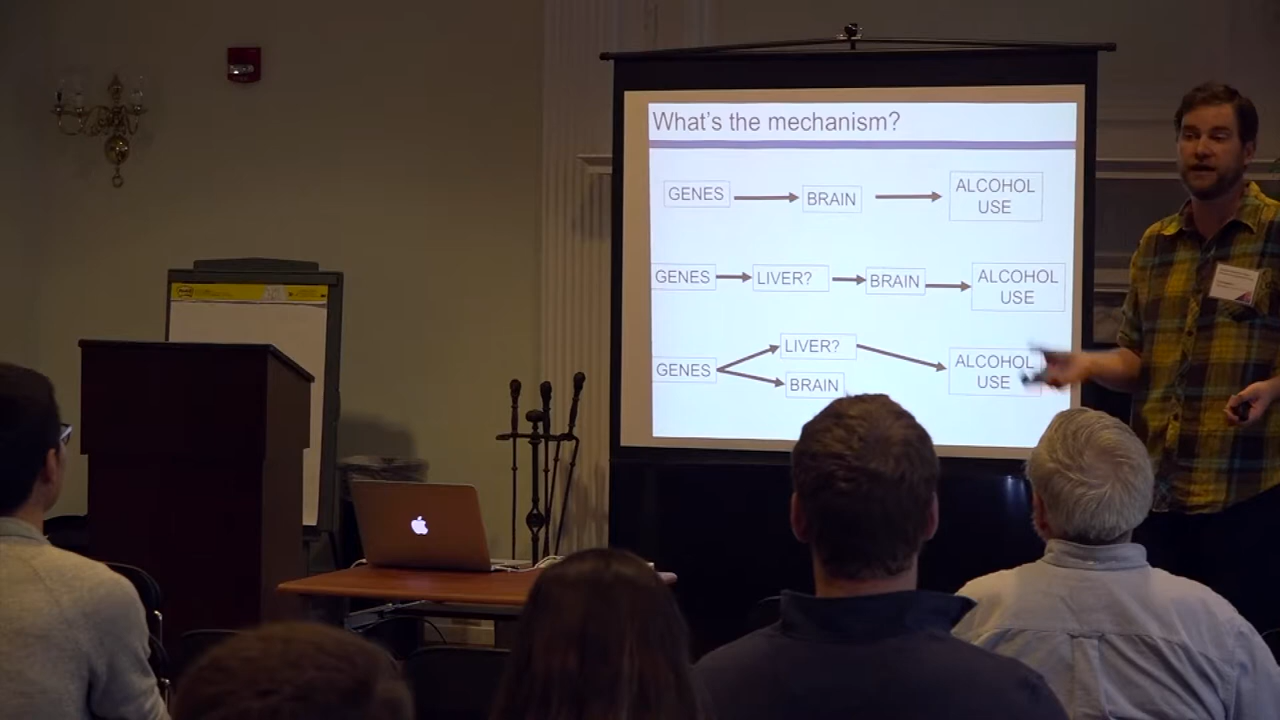 What's the mechanism?
GENES
BRAIN
ALCOHOL
USE
GENES
LIVER?
BRAIN
ALCOHOL
USE
GENES
LIVER?
BRAIN
ALCOHOL
USE